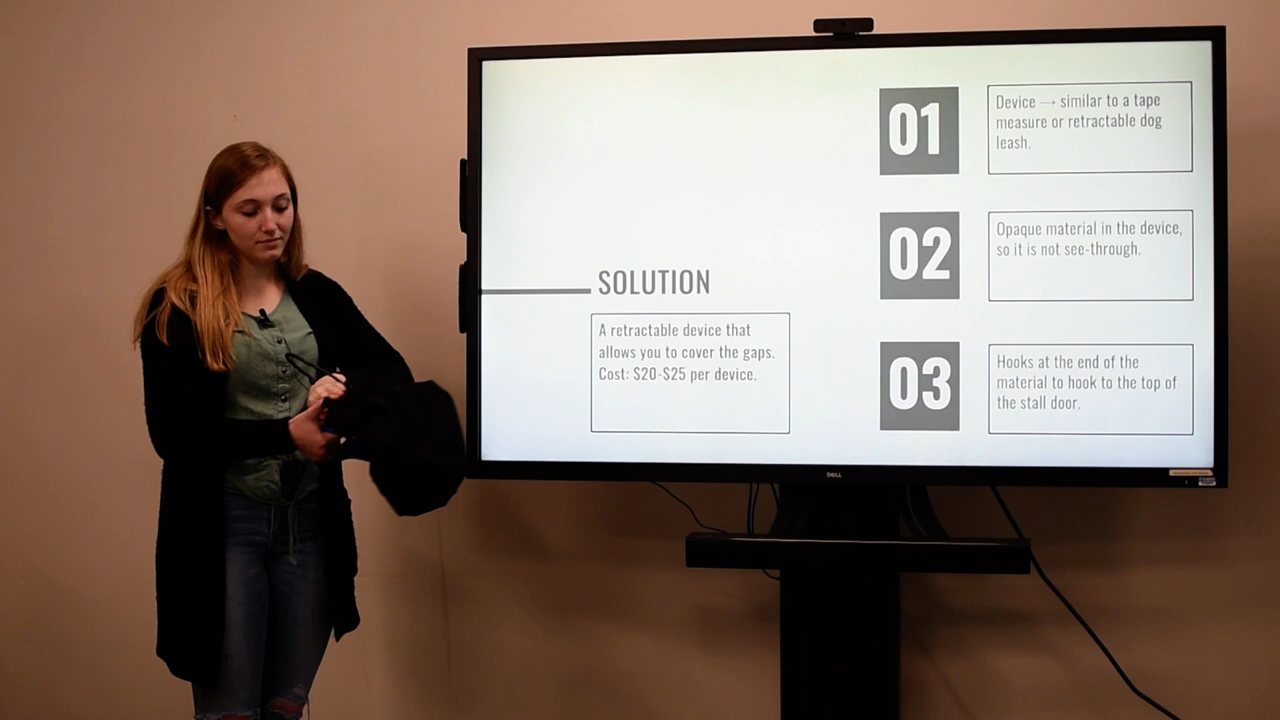 SOLUTION
A retractable device that
allows you to cover the gaps.
Cost: $20-$25 per device.
01
Device → similar to a tape
measure or retractable dog
leash.
02
Opaque material in the device,
so it is not see-through.
03
Hooks at the end of the
material to hook to the top of
the stall door.
DELL